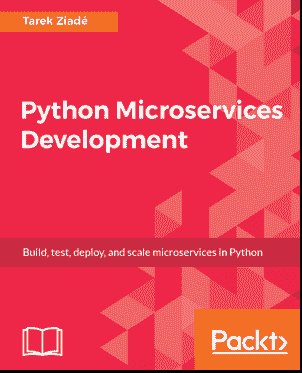 Tarek Ziadé
Python Microservices
Development
Build, test, deploy, and scale microservices in Python
Packt>